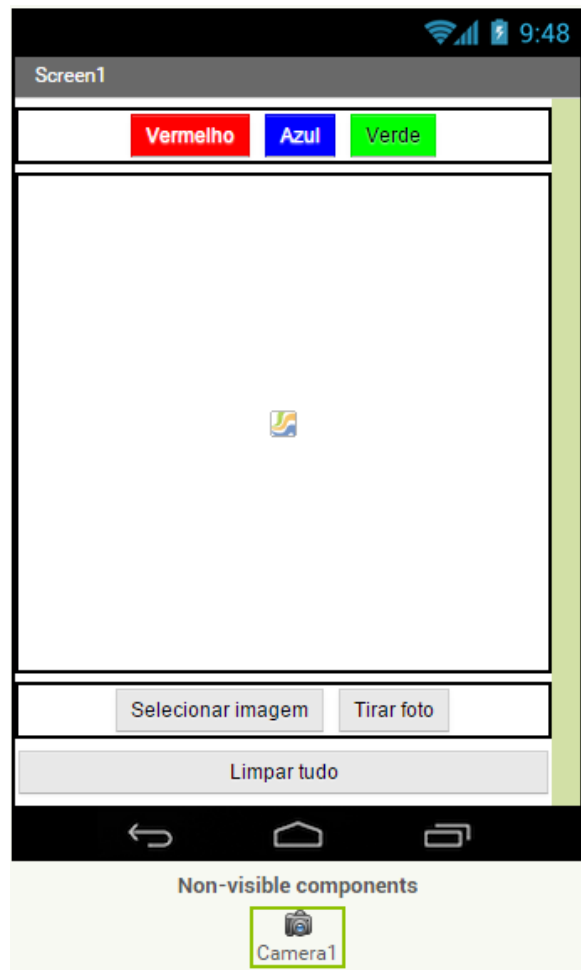 9:48
Screen1
Vermelho Azul Verde
Selecionar imagem Tirar foto
Limpar tudo
Non-visible components
Camera1